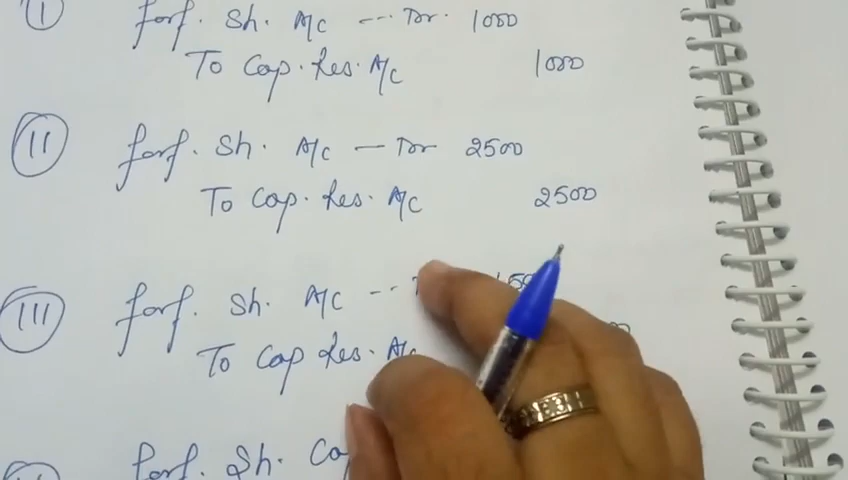 (I) forf. Sh. A/c --- Dr. 1000
To Cap. Res. A/c 1000
(II) forf. Sh. A/c — Dr 2500
To Cap. Res. A/c 2500
(III) forf. Sh. A/c --
To Cap Res. A/c
forf. Sh. Ca